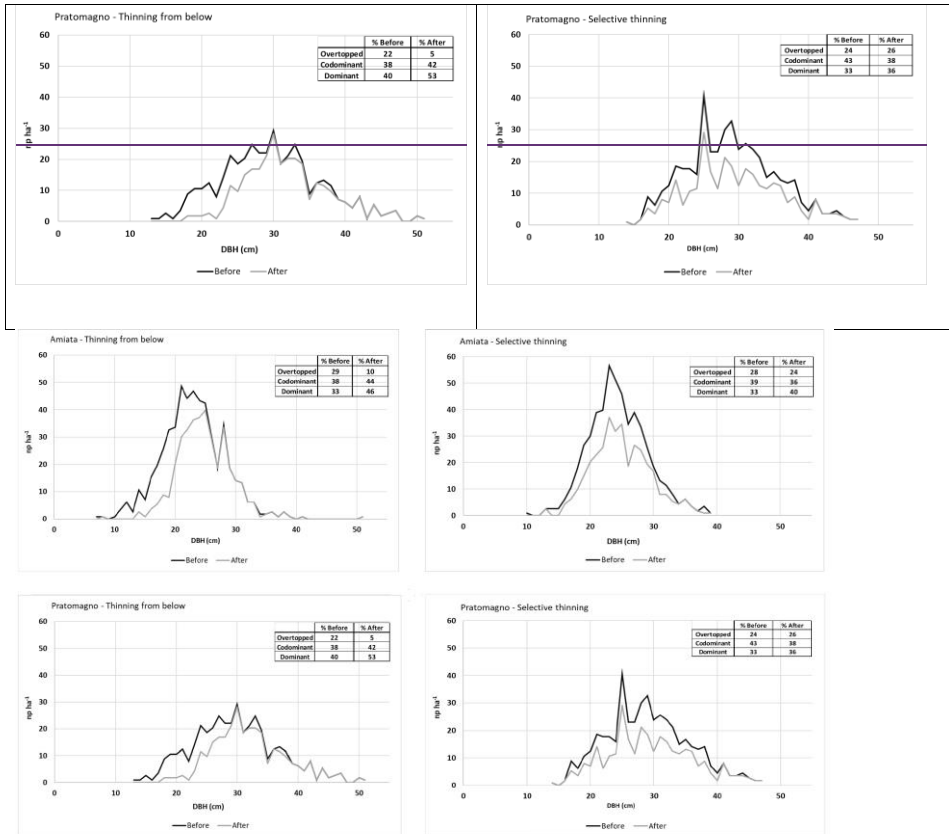 Pratomagno - Thinning from below
60
50
40
30
20
10
0
np ha-1
% Before % After
Overtopped 22 5
Codominant 38 42
Dominant 40 53
0 10 20 30 40 50
DBH (cm)
Before After
Pratomagno - Selective thinning
60
50
40
30
20
10
0
np ha-1
% Before % After
Overtopped 24 26
Codominant 43 38
Dominant 33 36
0 10 20 30 40 50
DBH (cm)
Before After
Amiata - Thinning from below
60
50
40
30
20
10
0
np ha-1
% Before % After
Overtopped 29 10
Codominant 38 44
Dominant 33 46
0 10 20 30 40 50
DBH (cm)
Before After
Amiata - Selective thinning
60
50
40
30
20
10
0
np ha-1
% Before % After
Overtopped 28 24
Codominant 39 36
Dominant 33 40
0 10 20 30 40 50
DBH (cm)
Before After
Pratomagno - Thinning from below
60
50
40
30
20
10
0
np ha-1
% Before % After
Overtopped 22 5
Codominant 38 42
Dominant 40 53
0 10 20 30 40 50
DBH (cm)
Before After
Pratomagno - Selective thinning
60
50
40
30
20
10
0
np ha-1
% Before % After
Overtopped 24 26
Codominant 43 38
Dominant 33 36
0 10 20 30 40 50
DBH (cm)
Before After